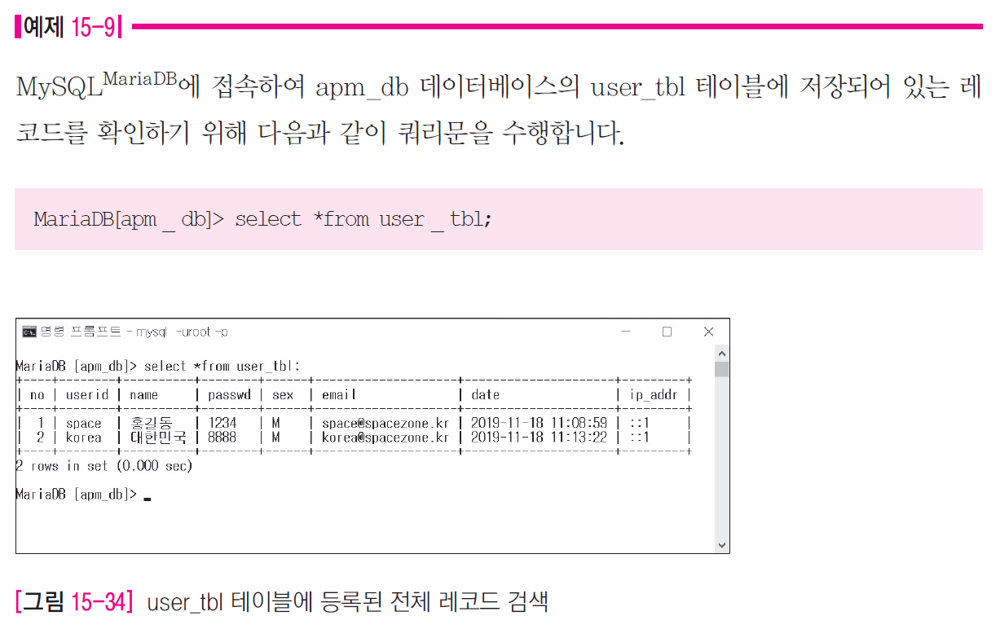 예제 15-9
MySQL^MariaDB에 접속하여 apm_db 데이터베이스의 user_tbl 테이블에 저장되어 있는 레
코드를 확인하기 위해 다음과 같이 쿼리문을 수행합니다.
MariaDB[apm _ db]> select *from user _ tbl;
명령 프롬프트 - mysql -uroot -p
MariaDB [apm_db]> select *from user_tbl;
+----+--------+----------+--------+------+--------------------+---------------------+---------+
| no | userid | name | passwd | sex | email | date | ip_addr |
+----+--------+----------+--------+------+--------------------+---------------------+---------+
| 1 | space | 홍길동 | 1234 | M | space@spacezone.kr | 2019-11-18 11:08:59 | ::1 |
| 2 | korea | 대한민국 | 8888 | M | korea@spacezone.kr | 2019-11-18 11:13:22 | ::1 |
+----+--------+----------+--------+------+--------------------+---------------------+---------+
2 rows in set (0.000 sec)
MariaDB [apm_db]> _
[그림 15-34] user_tbl 테이블에 등록된 전체 레코드 검색